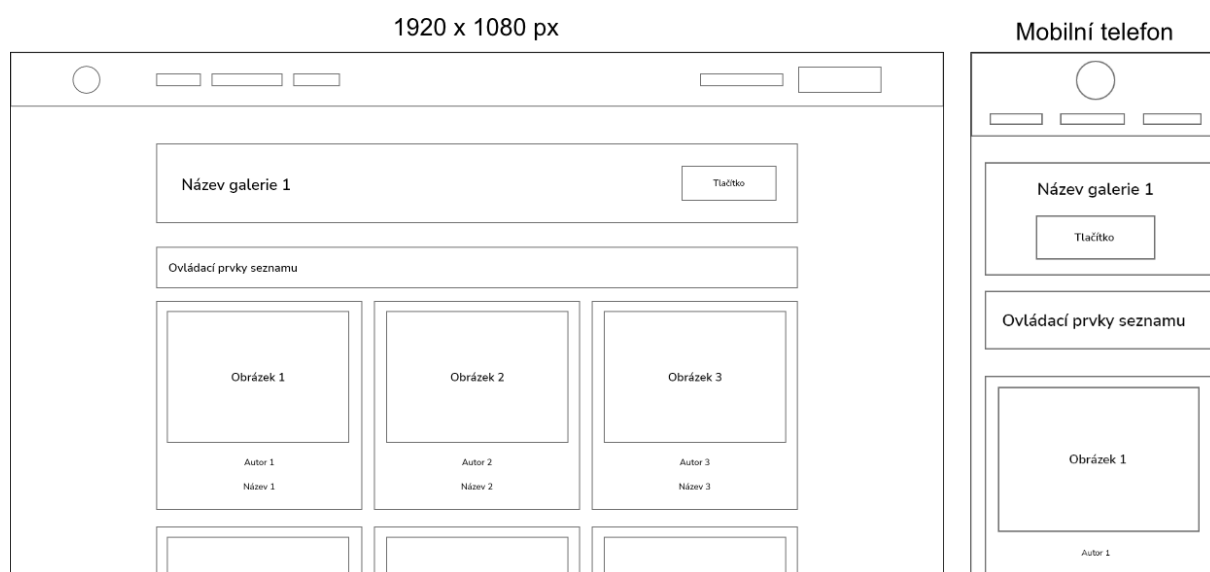 1920 x 1080 px
Název galerie 1
Tlačítko
Ovládací prvky seznamu
Obrázek 1
Obrázek 2
Obrázek 3
Autor 1
Autor 2
Autor 3
Název 1
Název 2
Název 3
Mobilní telefon
Název galerie 1
Tlačítko
Ovládací prvky seznamu
Obrázek 1
Autor 1